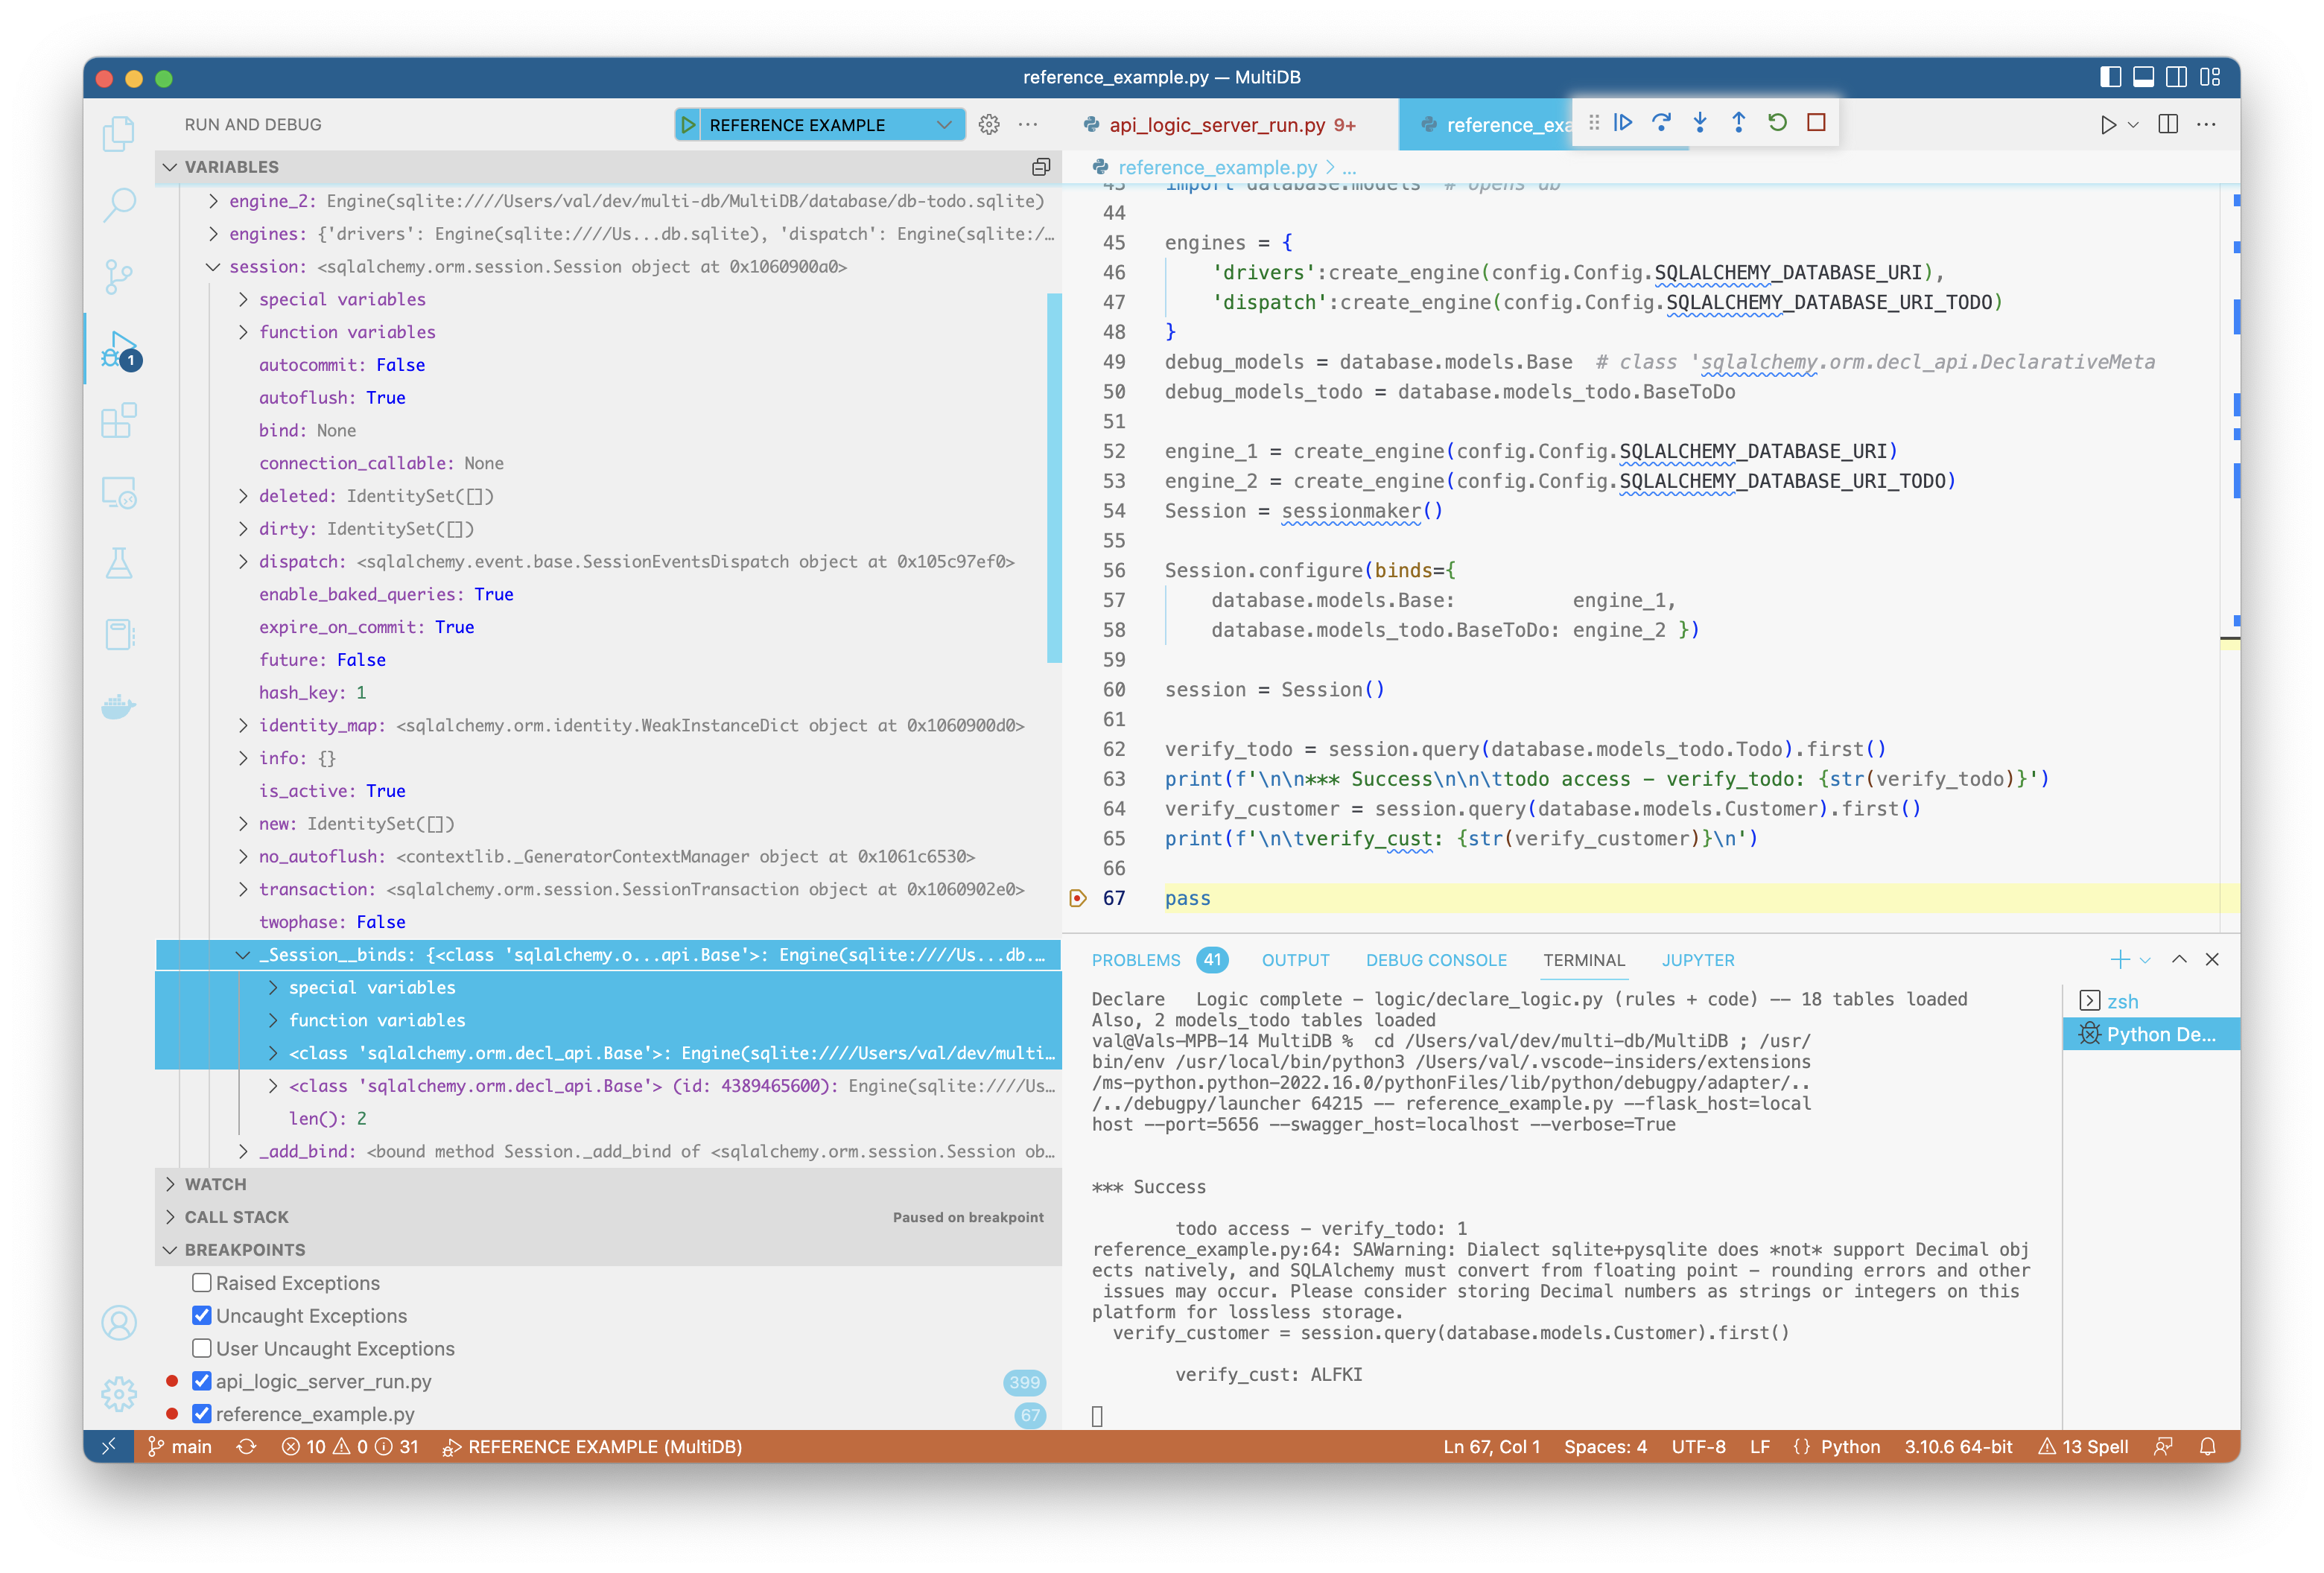 reference_example.py — MultiDB
RUN AND DEBUG
REFERENCE EXAMPLE
VARIABLES
engine_2: Engine(sqlite:////Users/val/dev/multi-db/MultiDB/database/db-todo.sqlite)
engines: {'drivers': Engine(sqlite:////Us...db.sqlite), 'dispatch': Engine(sqlite:/…
session: <sqlalchemy.orm.session.Session object at 0x1060900a0>
special variables
function variables
autocommit: False
autoflush: True
bind: None
connection_callable: None
deleted: IdentitySet([])
dirty: IdentitySet([])
dispatch: <sqlalchemy.event.base.SessionEventsDispatch object at 0x105c97ef0>
enable_baked_queries: True
expire_on_commit: True
future: False
hash_key: 1
identity_map: <sqlalchemy.orm.identity.WeakInstanceDict object at 0x1060900d0>
info: {}
is_active: True
new: IdentitySet([])
no_autoflush: <contextlib._GeneratorContextManager object at 0x1061c6530>
transaction: <sqlalchemy.orm.session.SessionTransaction object at 0x1060902e0>
twophase: False
_Session__binds: {<class 'sqlalchemy.o...api.Base'>: Engine(sqlite:////Us...db.…
special variables
function variables
<class 'sqlalchemy.orm.decl_api.Base'>: Engine(sqlite:////Users/val/dev/multi…
<class 'sqlalchemy.orm.decl_api.Base'> (id: 4389465600): Engine(sqlite:////Us…
len(): 2
_add_bind: <bound method Session._add_bind of <sqlalchemy.orm.session.Session ob…
WATCH
CALL STACK Paused on breakpoint
BREAKPOINTS
Raised Exceptions
Uncaught Exceptions
User Uncaught Exceptions
api_logic_server_run.py 399
reference_example.py 67
1
api_logic_server_run.py 9+
reference_exa
reference_example.py > ...
43 import database.models  # opens db
44
45 engines = {
46     'drivers':create_engine(config.Config.SQLALCHEMY_DATABASE_URI),
47     'dispatch':create_engine(config.Config.SQLALCHEMY_DATABASE_URI_TODO)
48 }
49 debug_models = database.models.Base  # class 'sqlalchemy.orm.decl_api.DeclarativeMeta
50 debug_models_todo = database.models_todo.BaseToDo
51
52 engine_1 = create_engine(config.Config.SQLALCHEMY_DATABASE_URI)
53 engine_2 = create_engine(config.Config.SQLALCHEMY_DATABASE_URI_TODO)
54 Session = sessionmaker()
55
56 Session.configure(binds={
57     database.models.Base:          engine_1,
58     database.models_todo.BaseToDo: engine_2 })
59
60 session = Session()
61
62 verify_todo = session.query(database.models_todo.Todo).first()
63 print(f'\n\n*** Success\n\n\ttodo access - verify_todo: {str(verify_todo)}')
64 verify_customer = session.query(database.models.Customer).first()
65 print(f'\n\tverify_cust: {str(verify_customer)}\n')
66
67 pass
PROBLEMS 41 OUTPUT DEBUG CONSOLE TERMINAL JUPYTER
Declare   Logic complete - logic/declare_logic.py (rules + code) -- 18 tables loaded
Also, 2 models_todo tables loaded
val@Vals-MPB-14 MultiDB %  cd /Users/val/dev/multi-db/MultiDB ; /usr/
bin/env /usr/local/bin/python3 /Users/val/.vscode-insiders/extensions
/ms-python.python-2022.16.0/pythonFiles/lib/python/debugpy/adapter/..
/../debugpy/launcher 64215 -- reference_example.py --flask_host=local
host --port=5656 --swagger_host=localhost --verbose=True
*** Success
todo access - verify_todo: 1
reference_example.py:64: SAWarning: Dialect sqlite+pysqlite does *not* support Decimal obj
ects natively, and SQLAlchemy must convert from floating point - rounding errors and other
issues may occur. Please consider storing Decimal numbers as strings or integers on this
platform for lossless storage.
verify_customer = session.query(database.models.Customer).first()
verify_cust: ALFKI
zsh
Python De...
main 10 0 31 REFERENCE EXAMPLE (MultiDB) Ln 67, Col 1 Spaces: 4 UTF-8 LF {} Python 3.10.6 64-bit 13 Spell